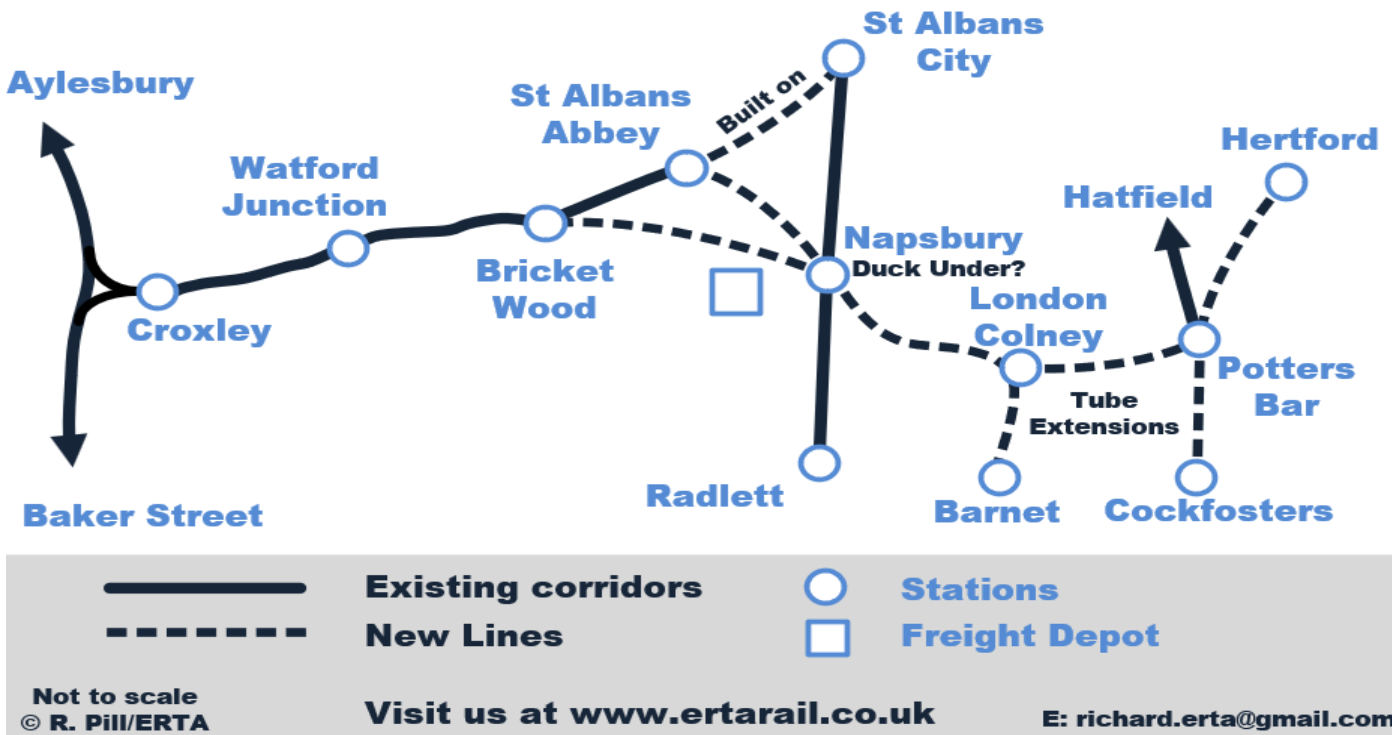 St Albans
City
Aylesbury
St Albans
Abbey
Built on
Hertford
Watford
Junction
Hatfield
Napsbury
Duck Under?
Bricket
Wood
London
Colney
Croxley
Potters
Bar
Tube
Extensions
Radlett
Baker Street
Barnet
Cockfosters
Existing corridors
Stations
New Lines
Freight Depot
Not to scale
© R. Pill/ERTA
Visit us at www.ertarail.co.uk
E: richard.erta@gmail.com